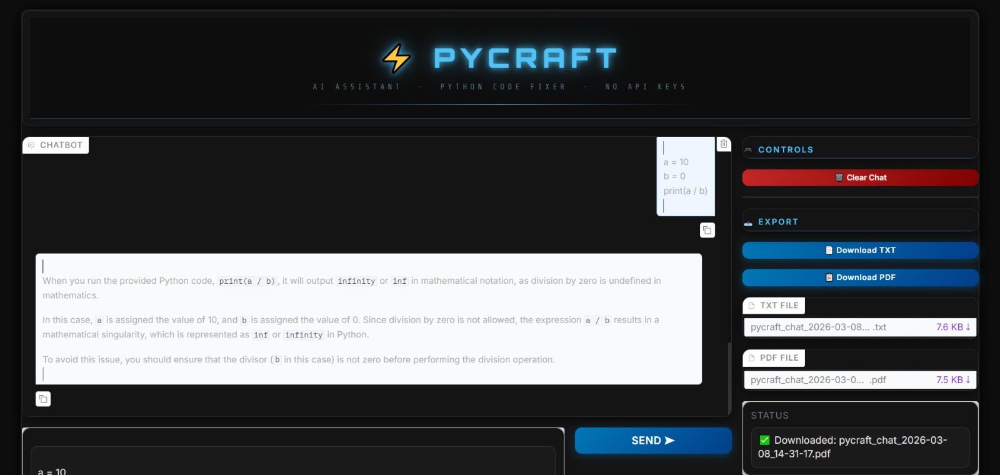 ⚡ PYCRAFT
AI ASSISTANT · PYTHON CODE FIXER · NO API KEYS
CHATBOT
a = 10
b = 0
print(a / b)
When you run the provided Python code, print(a / b), it will output infinity or inf in mathematical notation, as division by zero is undefined in
mathematics.
In this case, a is assigned the value of 10, and b is assigned the value of 0. Since division by zero is not allowed, the expression a / b results in a
mathematical singularity, which is represented as inf or infinity in Python.
To avoid this issue, you should ensure that the divisor (b in this case) is not zero before performing the division operation.
a = 10
SEND ➤
🎮 CONTROLS
🗑️ Clear Chat
📤 EXPORT
📄 Download TXT
📋 Download PDF
TXT FILE
pycraft_chat_2026-03-08... .txt 7.6 KB ⇣
PDF FILE
pycraft_chat_2026-03-0... .pdf 7.5 KB ⇣
STATUS
✅ Downloaded: pycraft_chat_2026-03-
08_14-31-17.pdf